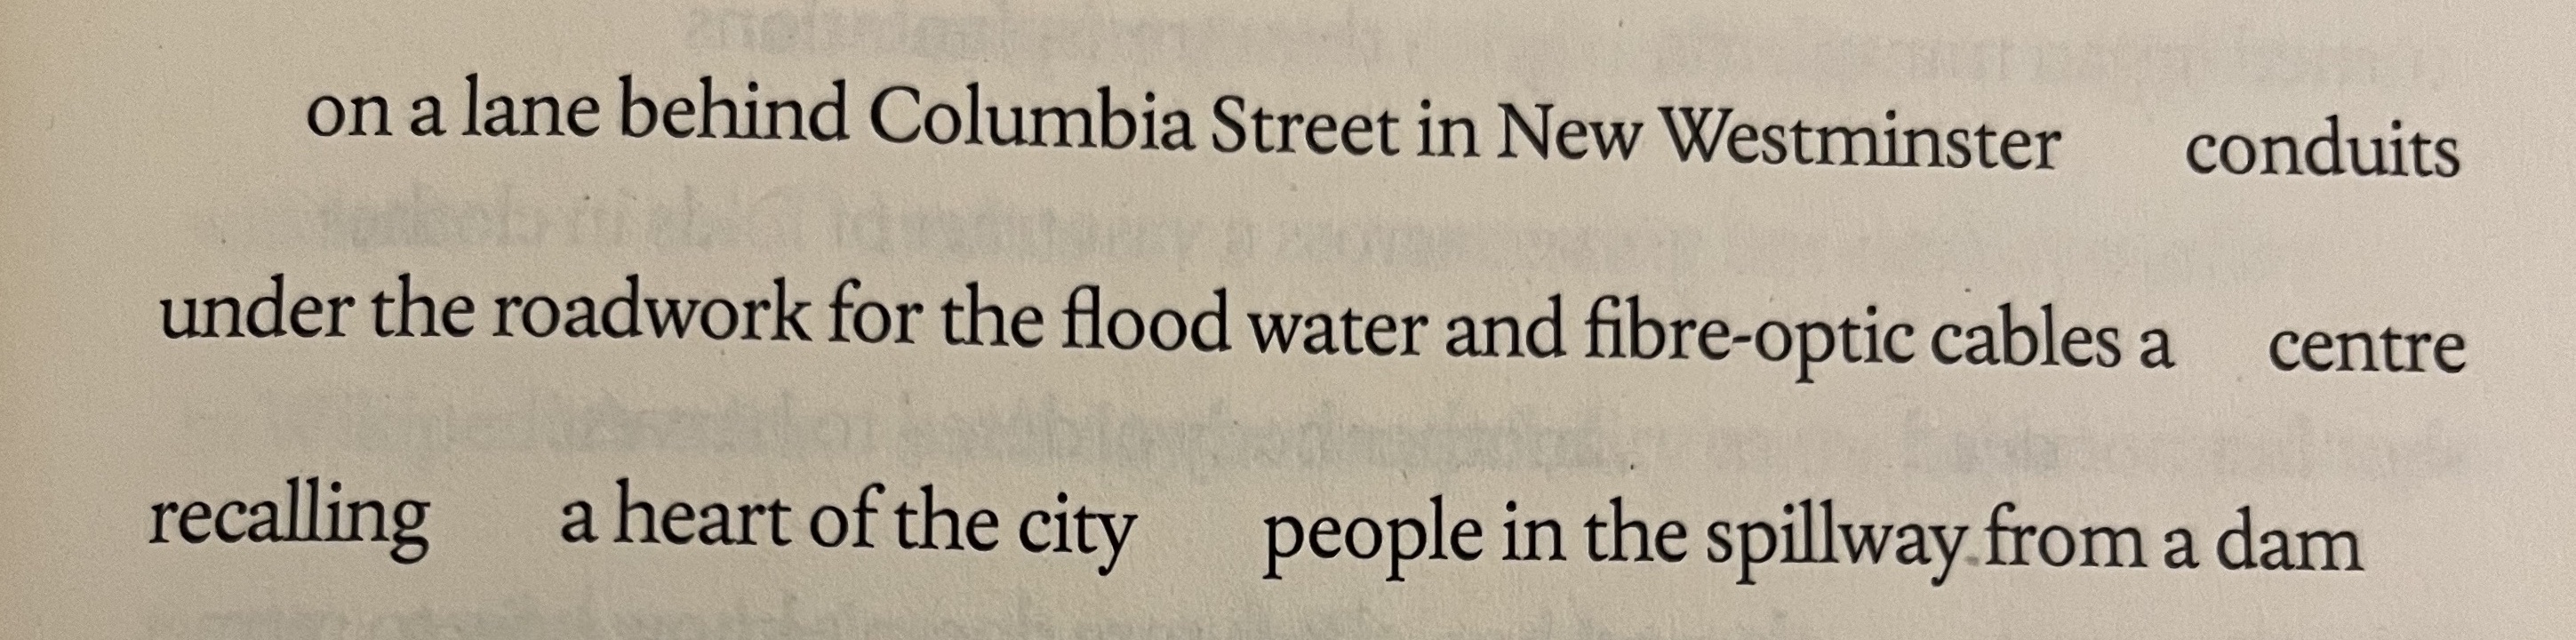 on a lane behind Columbia Street in New Westminster conduits
under the roadwork for the flood water and fibre-optic cables a centre
recalling a heart of the city people in the spillway from a dam